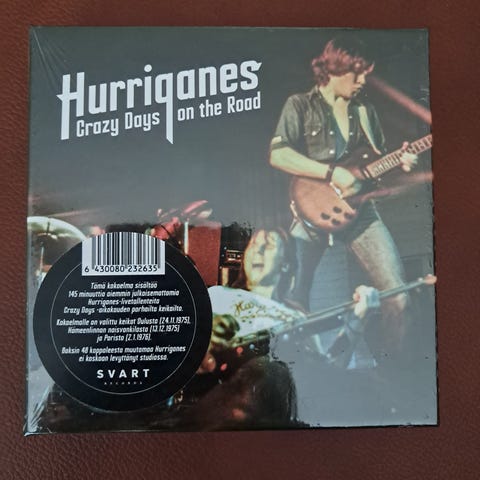 Hurriganes
Crazy Days on the Road
6 430080 232635
Tämä kokoelma sisältää
145 minuuttia aiemmin julkaisemattomia
Hurriganes-livetallenteita
Crazy Days -aikakauden parhailta keikoilta.
Kokoelmalle on valittu keikat Oulusta (24.11.1975),
Hämeenlinnan naisvankilasta (13.12.1975)
ja Porista (2.1.1976).
Boksin 48 kappaleesta muutamaa Hurriganes
ei koskaan levyttänyt studiossa.
SVART
RECORDS